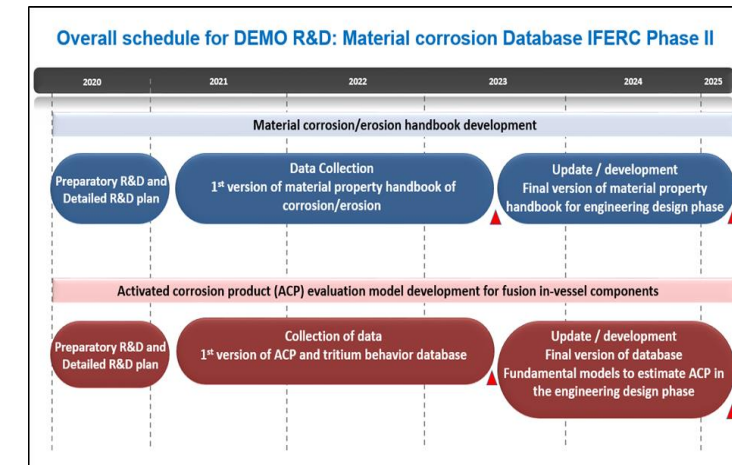 Overall schedule for DEMO R&D: Material corrosion Database IFERC Phase II
2020 2021 2022 2023 2024 2025
Material corrosion/erosion handbook development
Preparatory R&D and
Detailed R&D plan
Data Collection
1st version of material property handbook of
corrosion/erosion
Update / development
Final version of material property
handbook for engineering design phase
Activated corrosion product (ACP) evaluation model development for fusion in-vessel components
Preparatory R&D and
Detailed R&D plan
Collection of data
1st version of ACP and tritium behavior database
Update / development
Final version of database
Fundamental models to estimate ACP in
the engineering design phase